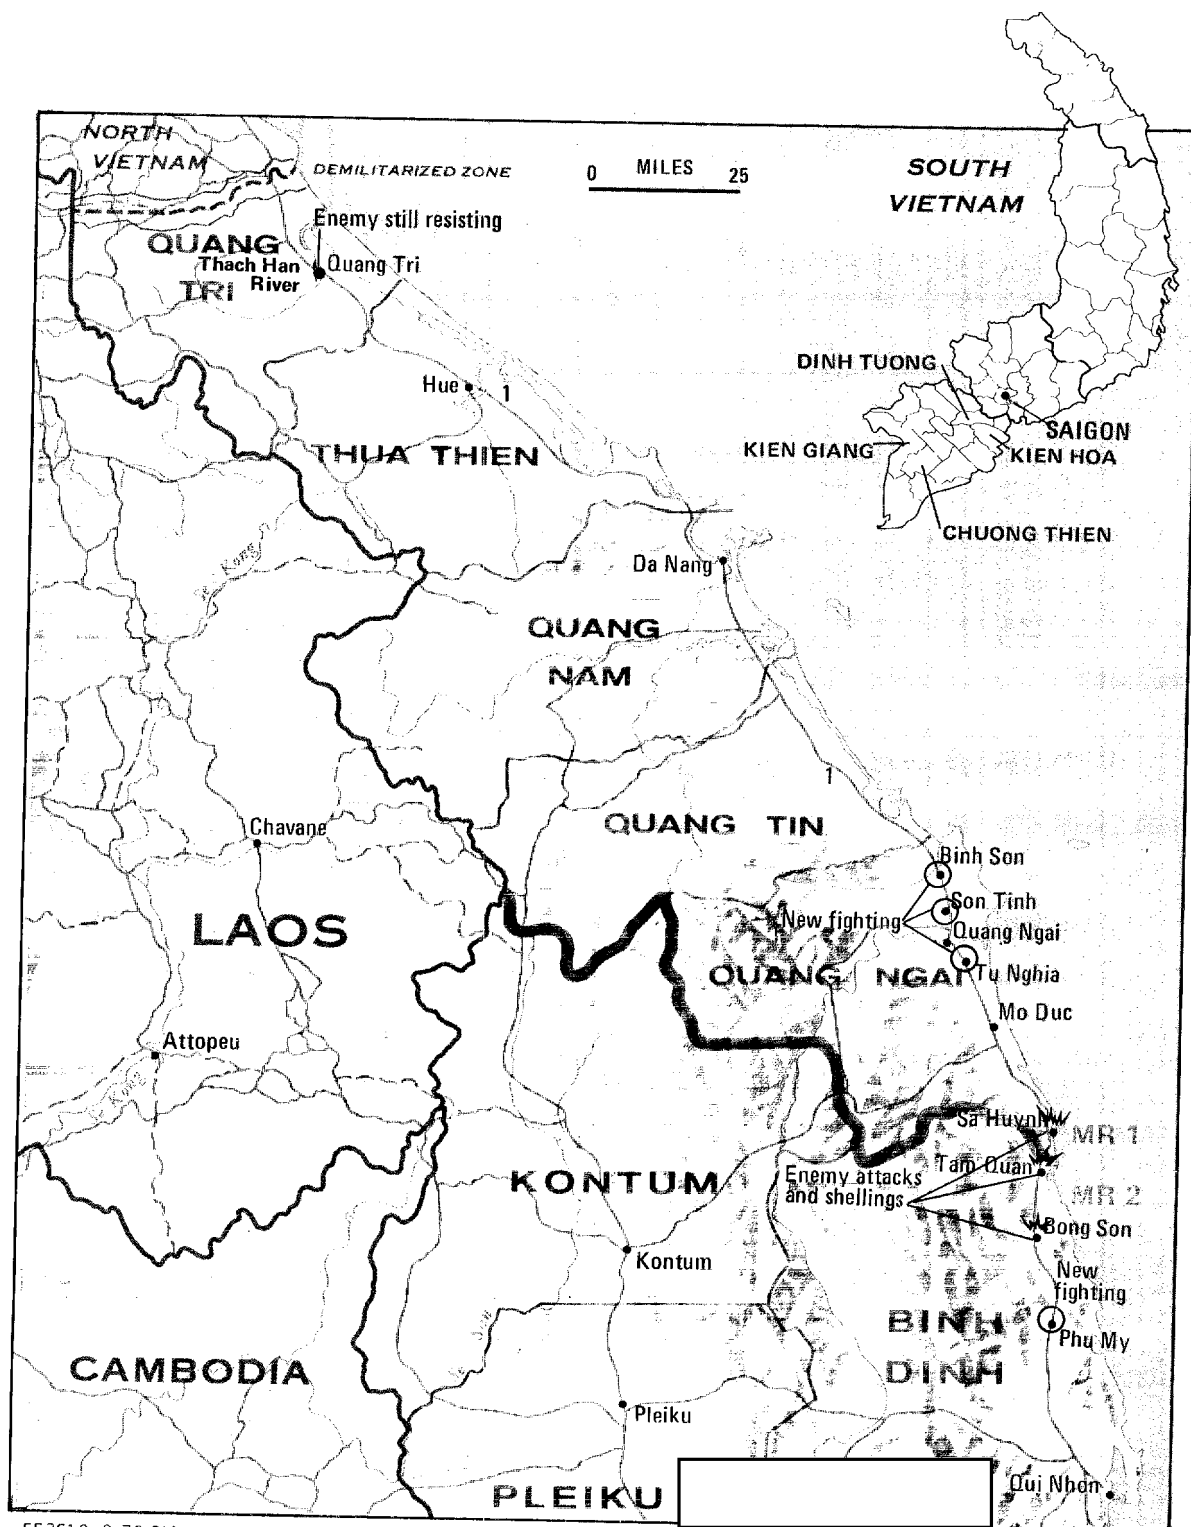 NORTH
VIETNAM
DEMILITARIZED ZONE
0 MILES 25
SOUTH
VIETNAM
Enemy still resisting
QUANG
TRI
Thach Han
River
Quang Tri
Hue
1
THUA THIEN
DINH TUONG
SAIGON
KIEN GIANG
KIEN HOA
CHUONG THIEN
Kong
Da Nang
QUANG
NAM
1
QUANG TIN
Chavane
LAOS
Binh Son
Son Tinh
New fighting
Quang Ngai
QUANG NGAI
Tu Nghia
Mo Duc
Attopeu
Sa Huynh
MR 1
Tam Quan
MR 2
Enemy attacks
and shellings
Bong Son
KONTUM
Kontum
New
fighting
BINH
DINH
Phu My
CAMBODIA
Pleiku
PLEIKU
Qui Nhon